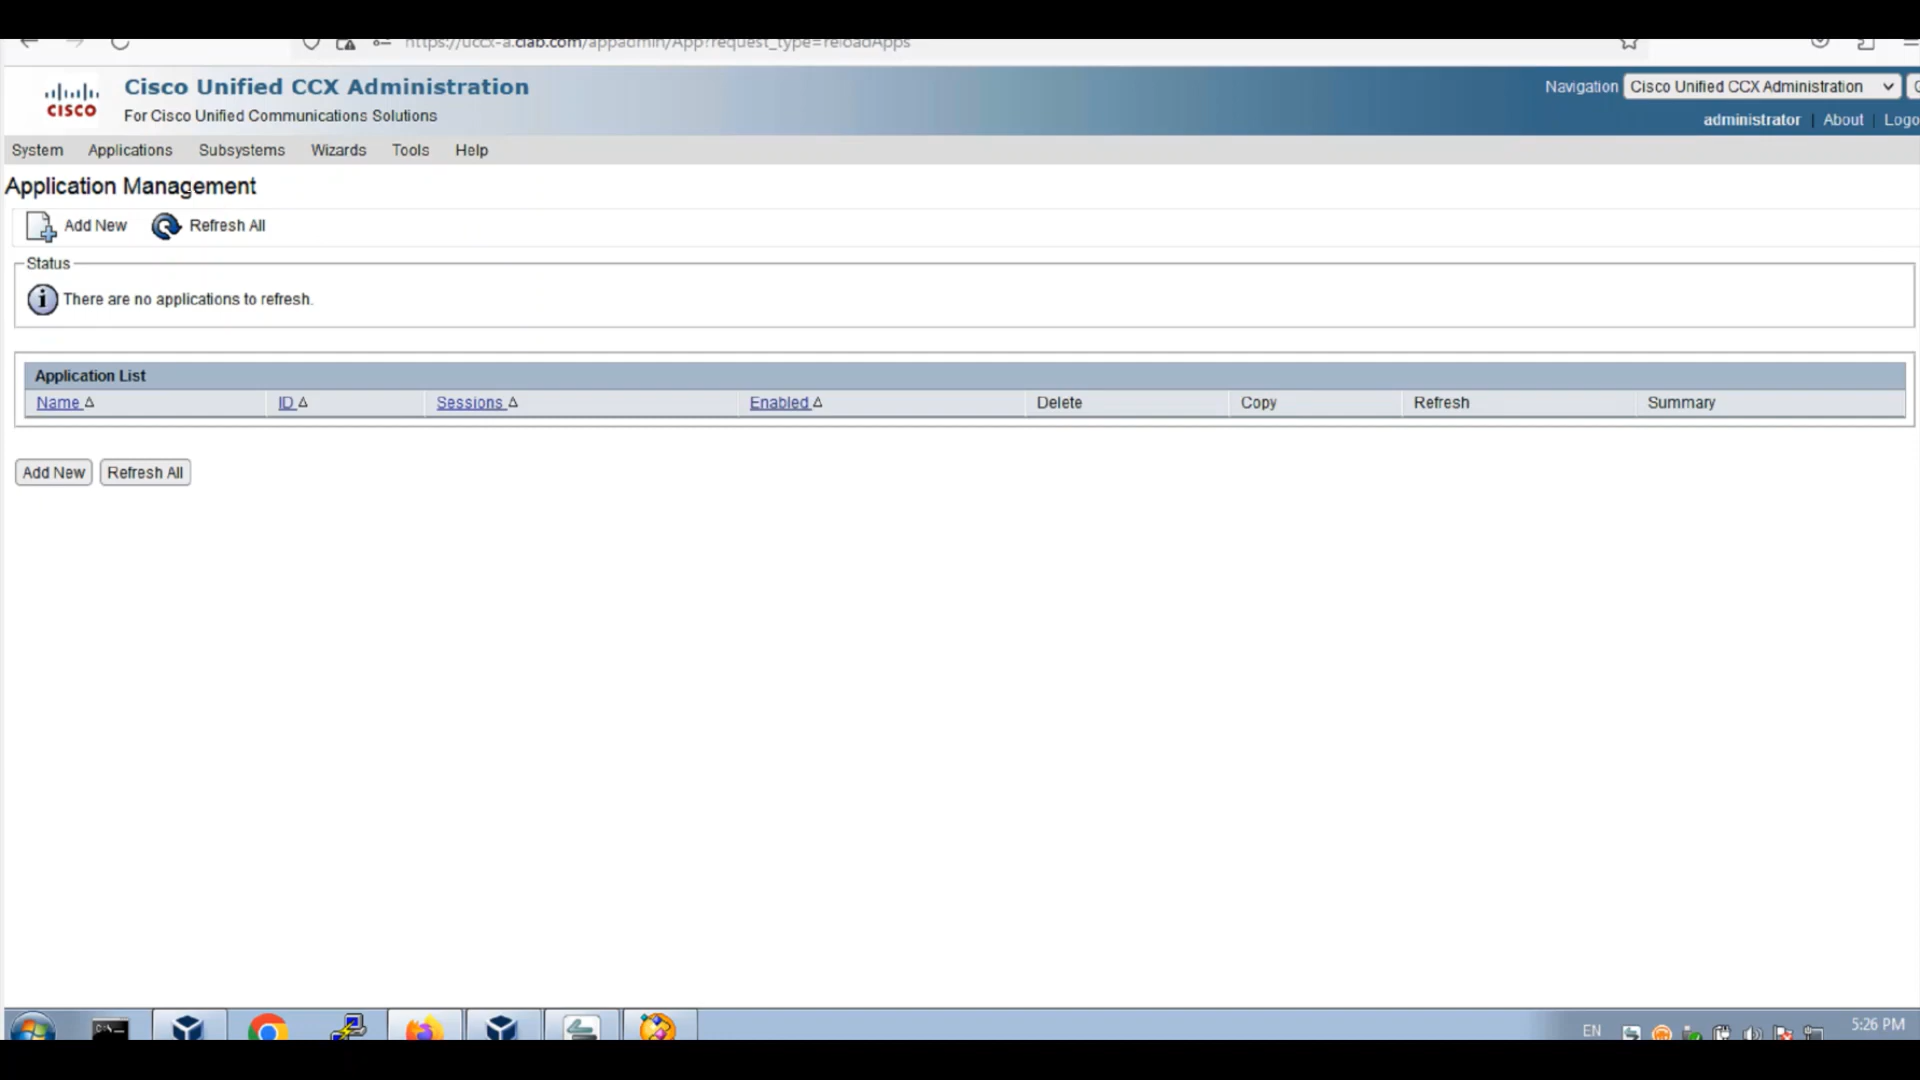 https://uccx-a.clab.com/appadmin/App?request_type=reloadApps
CISCO
Cisco Unified CCX Administration
For Cisco Unified Communications Solutions
Navigation Cisco Unified CCX Administration
administrator | About | Logo
System Applications Subsystems Wizards Tools Help
Application Management
Add New Refresh All
Status
There are no applications to refresh.
Application List
Name ID Sessions Enabled Delete Copy Refresh Summary
Add New Refresh All
EN
5:26 PM